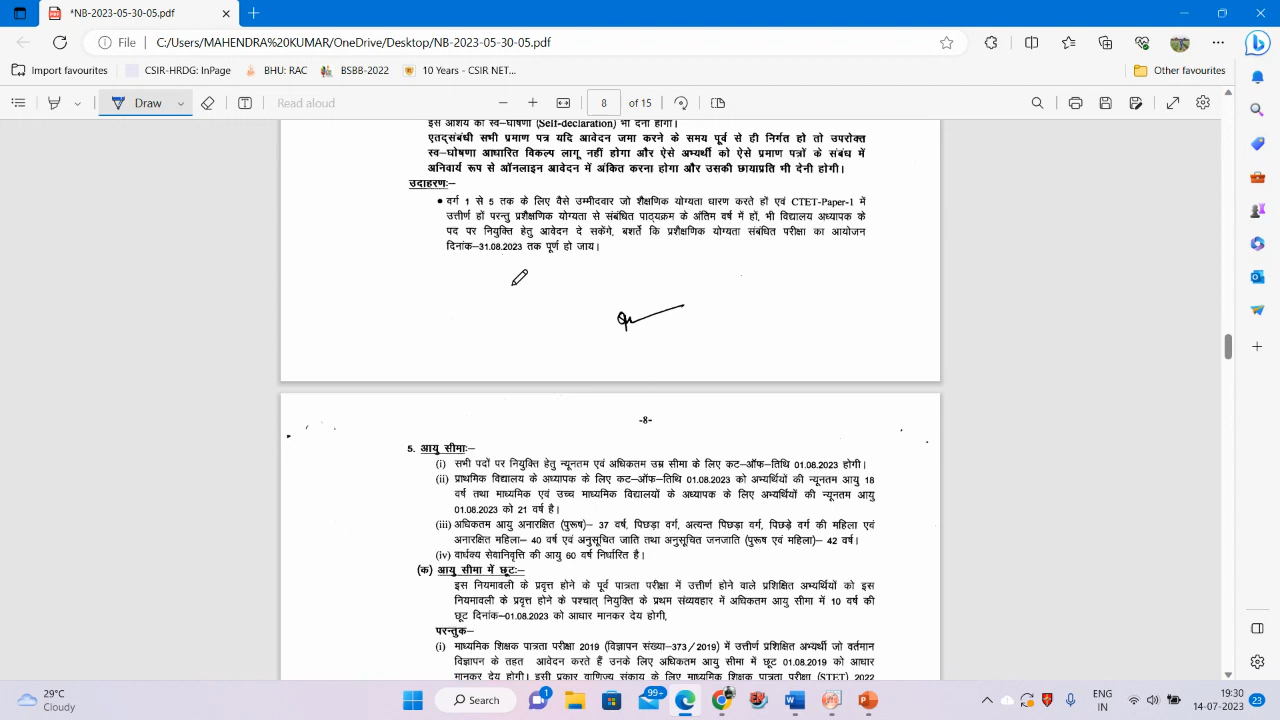 *NB-2023-05-30-05.pdf
File C:/Users/MAHENDRA%20KUMAR/OneDrive/Desktop/NB-2023-05-30-05.pdf
Import favourites CSIR-HRDG: InPage BHU: RAC BSBB-2022 10 Years - CSIR NET... Other favourites
Draw Read aloud 8 of 15
इस आशय का स्व-घोषणा (Self-declaration) भी देना होगा।
एतद्संबंधी सभी प्रमाण पत्र यदि आवेदन जमा करने के समय पूर्व से ही निर्गत हो तो उपरोक्त
स्व-घोषणा आधारित विकल्प लागू नहीं होगा और ऐसे अभ्यर्थी को ऐसे प्रमाण पत्रों के संबंध में
अनिवार्य रूप से ऑनलाइन आवेदन में अंकित करना होगा और उसकी छायाप्रति भी देनी होगी।
उदाहरण:-
• वर्ग 1 से 5 तक के लिए वैसे उम्मीदवार जो शैक्षणिक योग्यता धारण करते हों एवं CTET-Paper-1 में
उत्तीर्ण हों परन्तु प्रशैक्षणिक योग्यता से संबंधित पाठ्यक्रम के अंतिम वर्ष में हों, भी विद्यालय अध्यापक के
पद पर नियुक्ति हेतु आवेदन दे सकेंगे, बशर्ते कि प्रशैक्षणिक योग्यता संबंधित परीक्षा का आयोजन
दिनांक-31.08.2023 तक पूर्ण हो जाय।
-8-
5. आयु सीमा:-
(i) सभी पदों पर नियुक्ति हेतु न्यूनतम एवं अधिकतम उम्र सीमा के लिए कट-ऑफ-तिथि 01.08.2023 होगी।
(ii) प्राथमिक विद्यालय के अध्यापक के लिए कट-ऑफ-तिथि 01.08.2023 को अभ्यर्थियों की न्यूनतम आयु 18
वर्ष तथा माध्यमिक एवं उच्च माध्यमिक विद्यालयों के अध्यापक के लिए अभ्यर्थियों की न्यूनतम आयु
01.08.2023 को 21 वर्ष है।
(iii) अधिकतम आयु अनारक्षित (पुरूष)- 37 वर्ष, पिछड़ा वर्ग, अत्यन्त पिछड़ा वर्ग, पिछड़े वर्ग की महिला एवं
अनारक्षित महिला- 40 वर्ष एवं अनुसूचित जाति तथा अनुसूचित जनजाति (पुरूष एवं महिला)- 42 वर्ष।
(iv) वार्धक्य सेवानिवृत्ति की आयु 60 वर्ष निर्धारित है।
(क) आयु सीमा में छूट:-
इस नियमावली के प्रवृत्त होने के पूर्व पात्रता परीक्षा में उत्तीर्ण होने वाले प्रशिक्षित अभ्यर्थियों को इस
नियमावली के प्रवृत्त होने के पश्चात् नियुक्ति के प्रथम संव्यवहार में अधिकतम आयु सीमा में 10 वर्ष की
छूट दिनांक-01.08.2023 को आधार मानकर देय होगी,
परन्तुक-
(i) माध्यमिक शिक्षक पात्रता परीक्षा 2019 (विज्ञापन संख्या-373/2019) में उत्तीर्ण प्रशिक्षित अभ्यर्थी जो वर्तमान
विज्ञापन के तहत आवेदन करते हैं उनके लिए अधिकतम आयु सीमा में छूट 01.08.2019 को आधार
मानकर देय होगी। इसी प्रकार वाणिज्य संकाय के लिए माध्यमिक शिक्षक पात्रता परीक्षा (STET) 2022
29°C
Cloudy
Search
1
99+
ENG
IN
19:30
14-07-2023
23